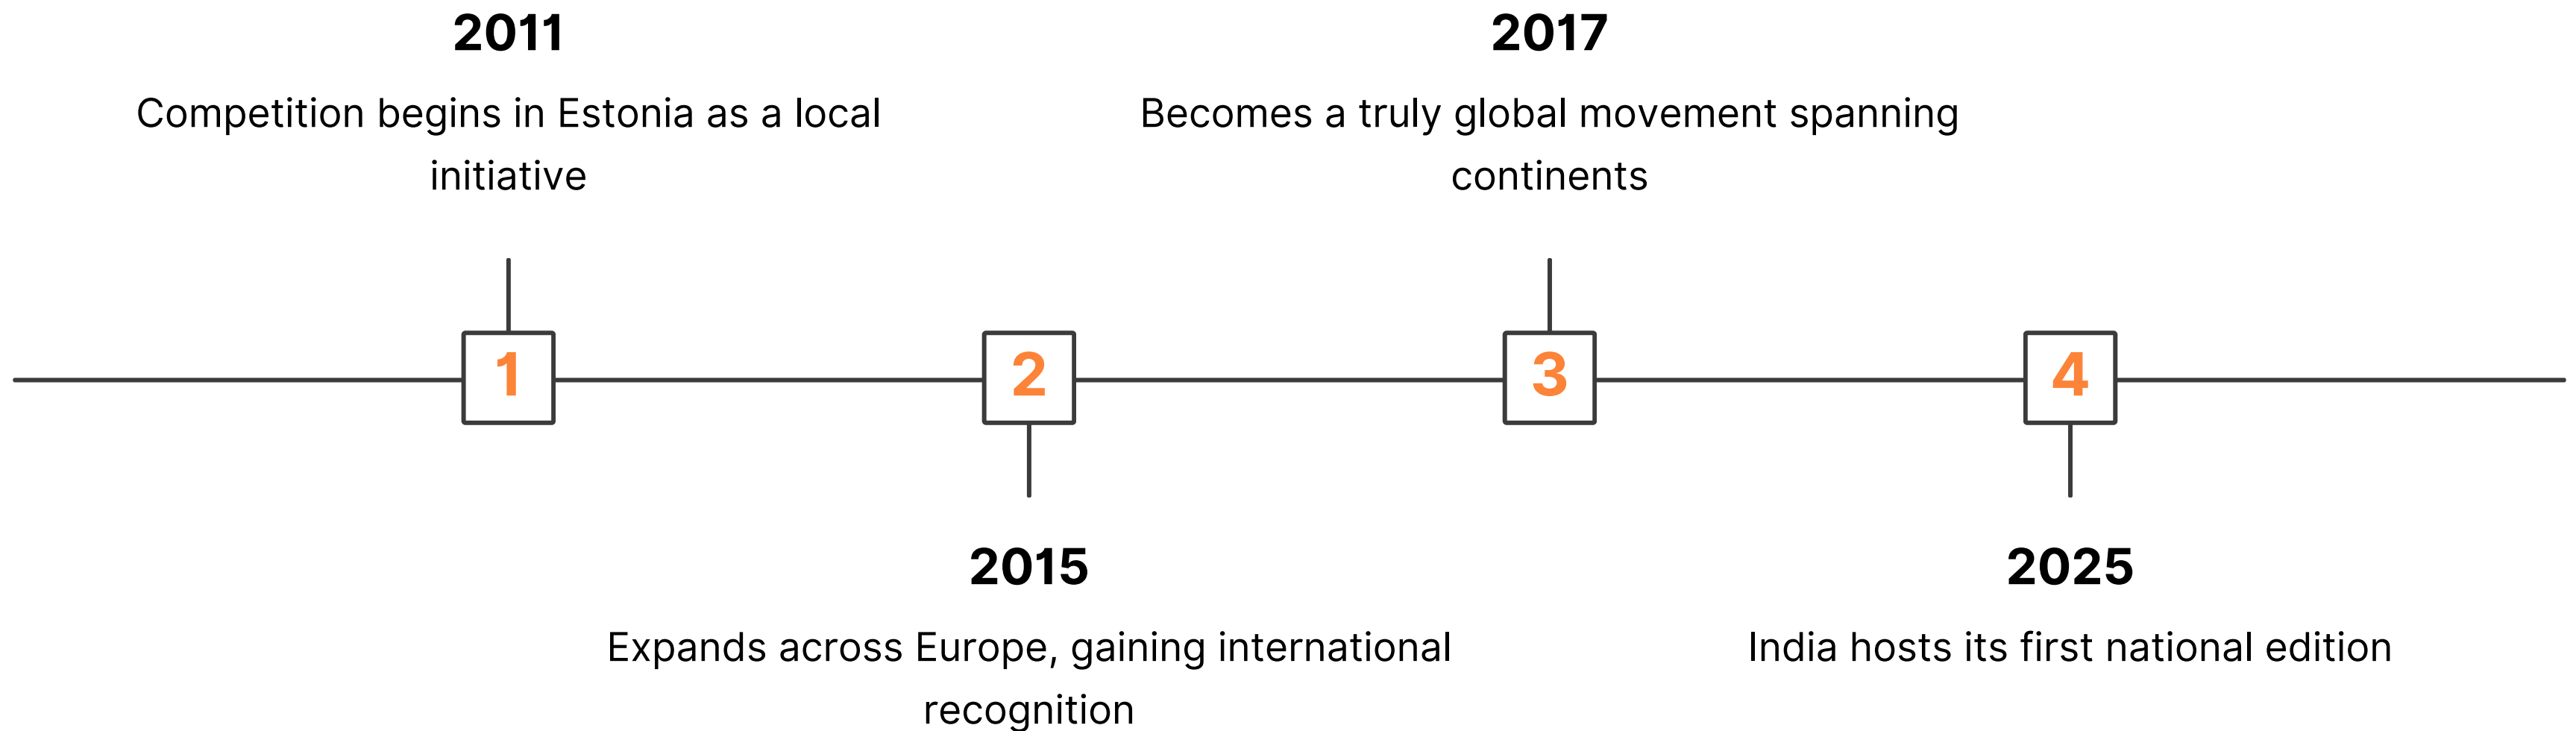 2011
Competition begins in Estonia as a local
initiative
2017
Becomes a truly global movement spanning
continents
1
2
3
4
2015
Expands across Europe, gaining international
recognition
2025
India hosts its first national edition